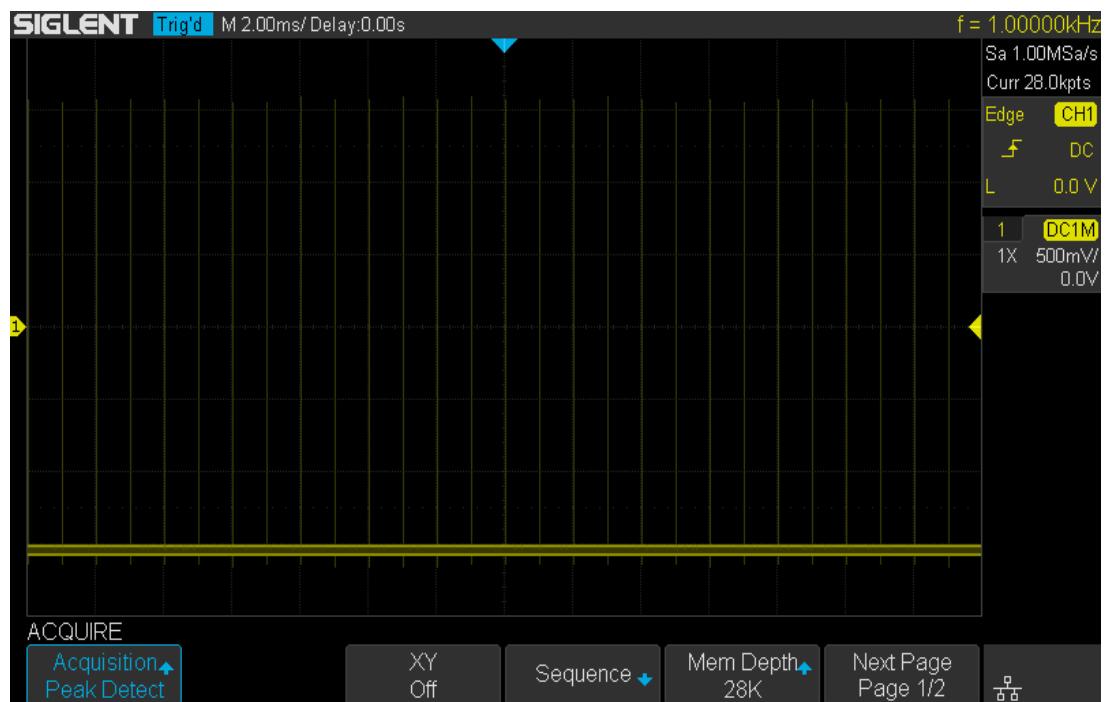 SIGLENT Trig'd M 2.00ms/ Delay:0.00s f = 1.00000kHz
Sa 1.00MSa/s
Curr 28.0kpts
Edge CH1
DC
L 0.0 V
1 DC1M
1X 500mV/
0.0V
1
ACQUIRE
Acquisition
Peak Detect
XY
Off
Sequence
Mem Depth
28K
Next Page
Page 1/2